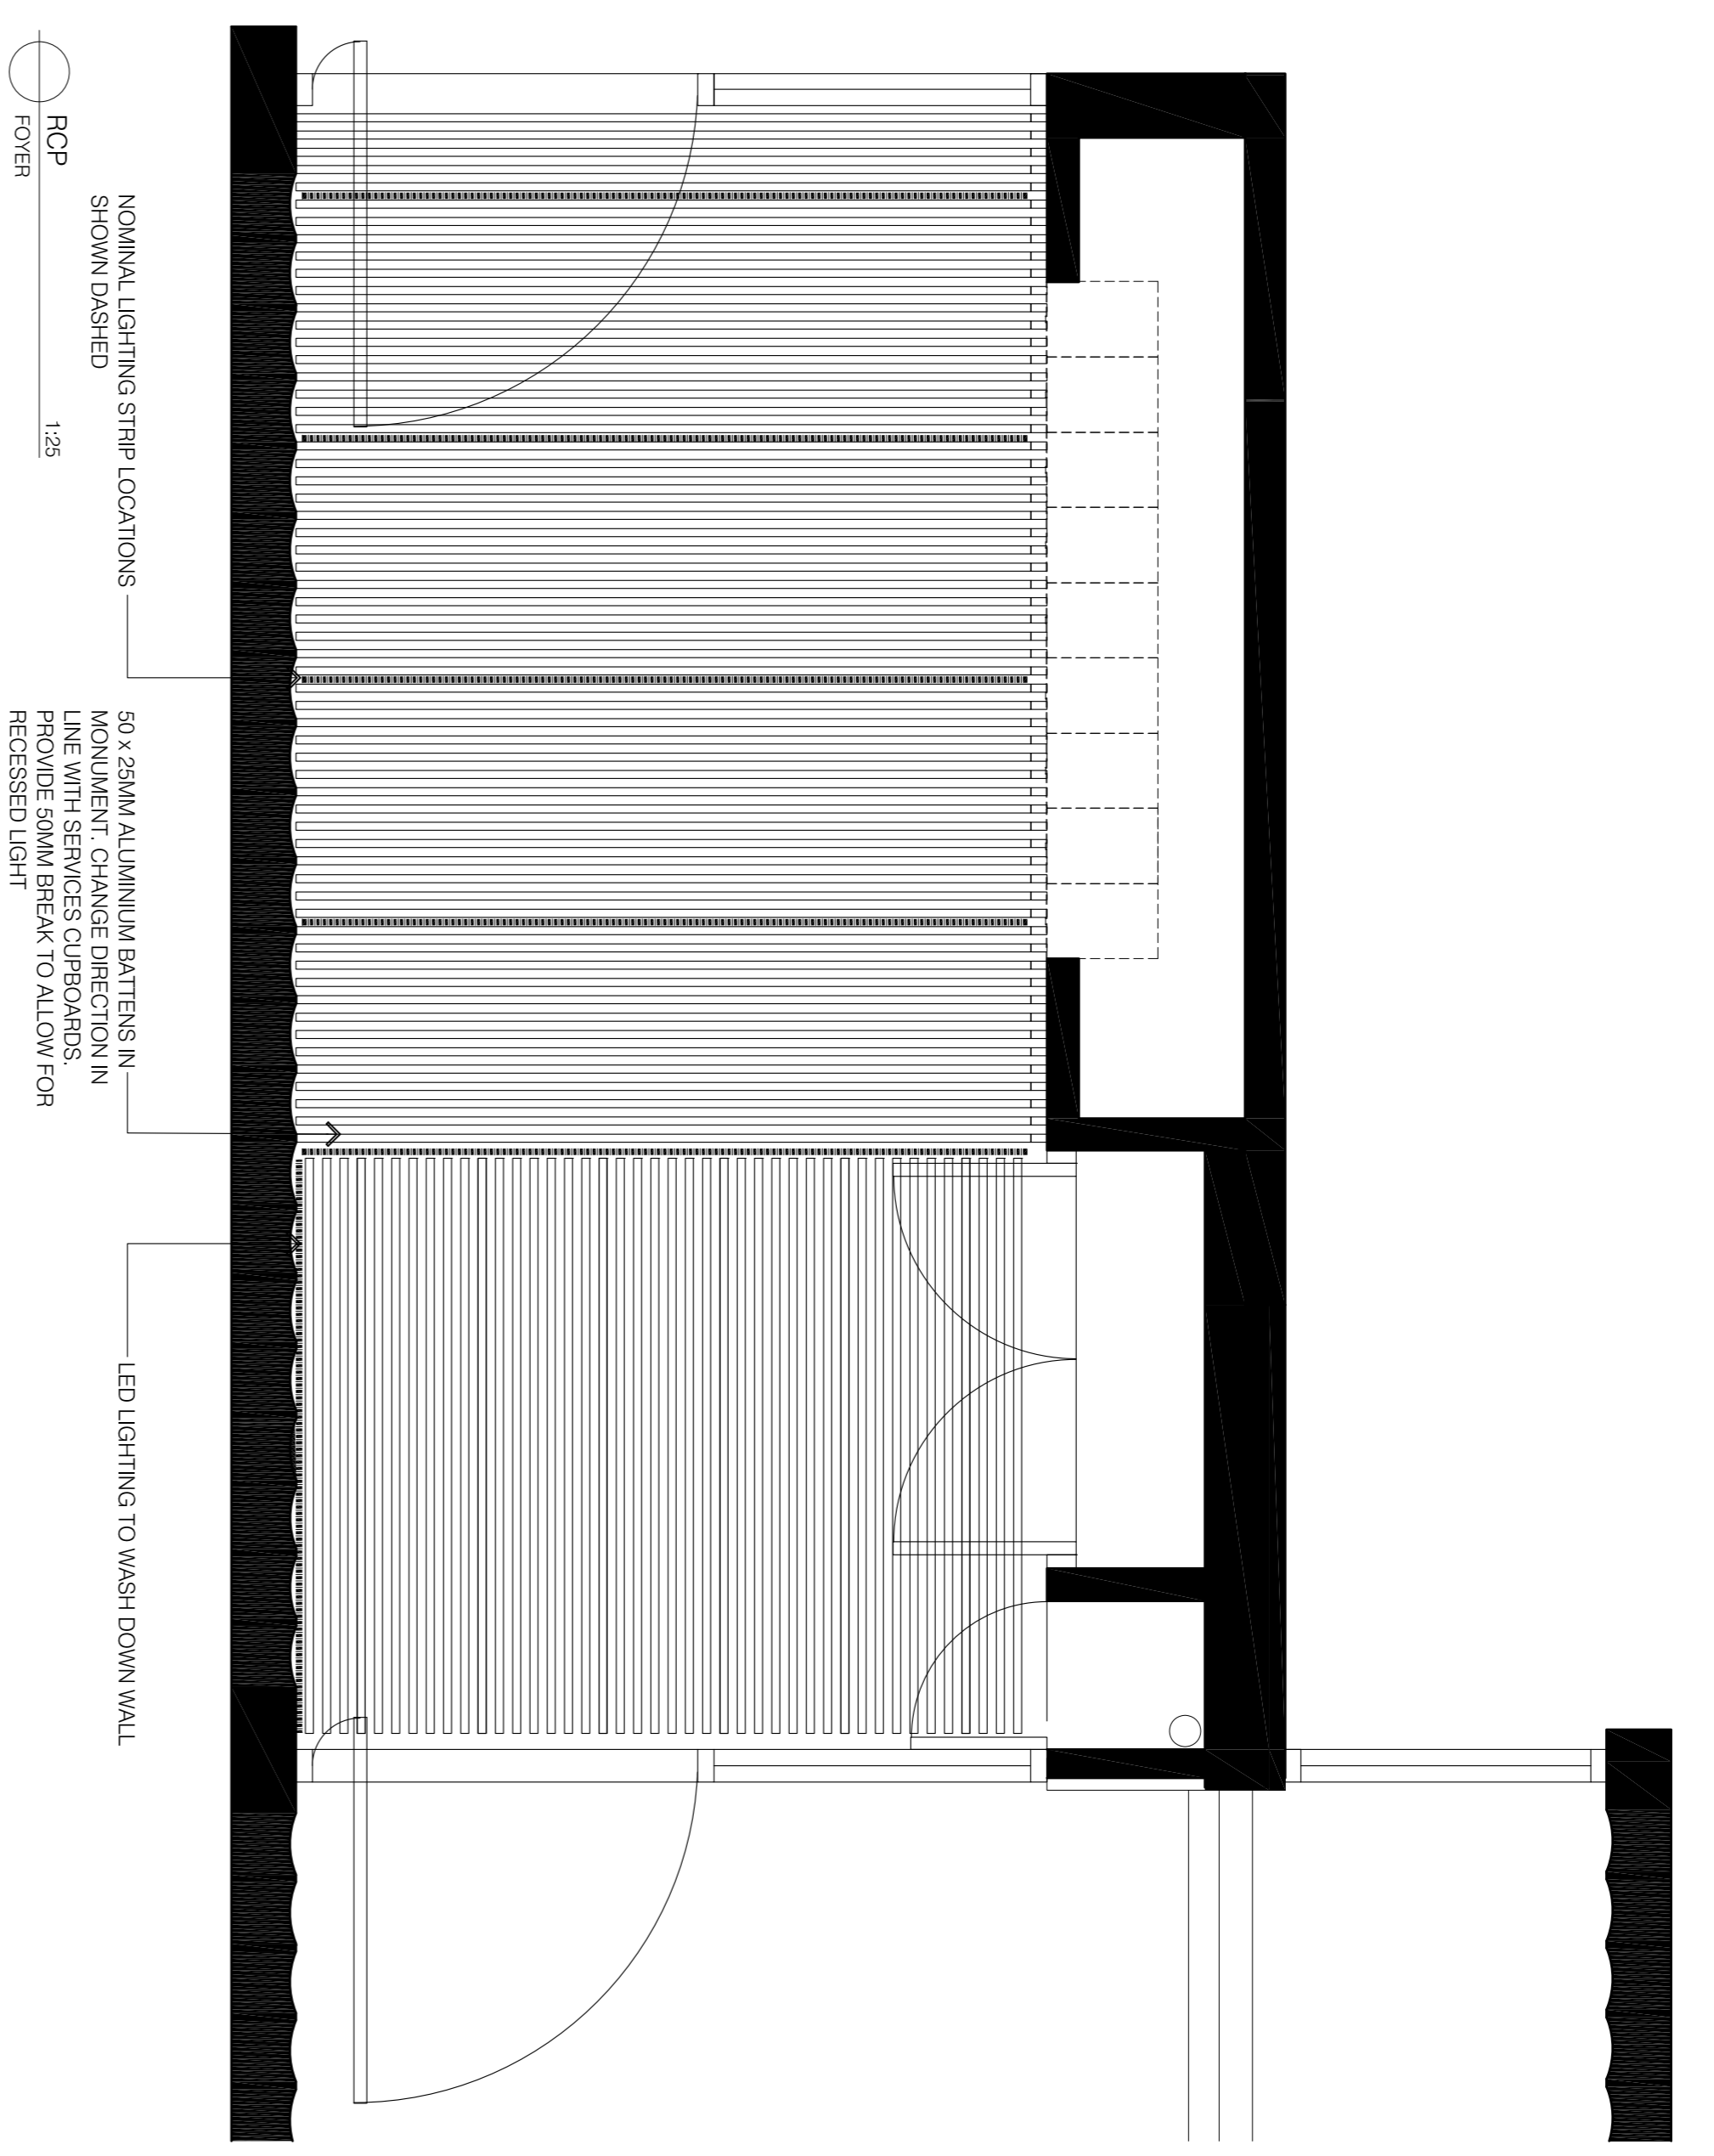 NOMINAL LIGHTING STRIP LOCATIONS
SHOWN DASHED
50 x 25MM ALUMINIUM BATTENS IN
MONUMENT. CHANGE DIRECTION IN
LINE WITH SERVICES CUPBOARDS.
PROVIDE 50MM BREAK TO ALLOW FOR
RECESSED LIGHT
LED LIGHTING TO WASH DOWN WALL
RCP
1:25
FOYER